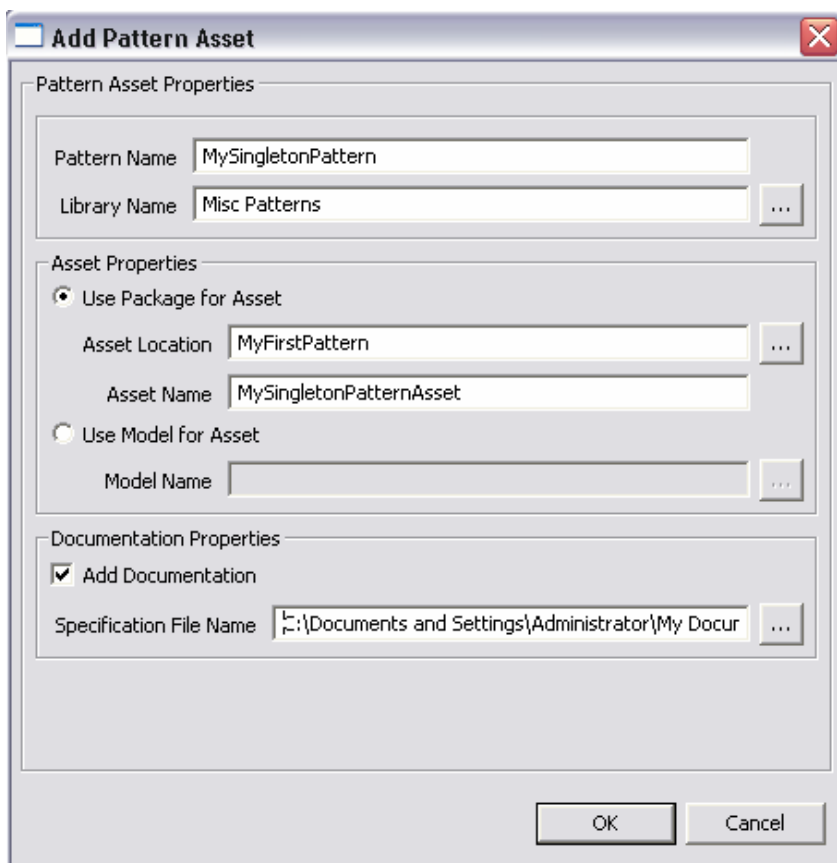 Add Pattern Asset
Pattern Asset Properties
Pattern Name MySingletonPattern
Library Name Misc Patterns ...
Asset Properties
Use Package for Asset
Asset Location MyFirstPattern ...
Asset Name MySingletonPatternAsset
Use Model for Asset
Model Name ...
Documentation Properties
Add Documentation
Specification File Name C:\Documents and Settings\Administrator\My Docur ...
OK Cancel